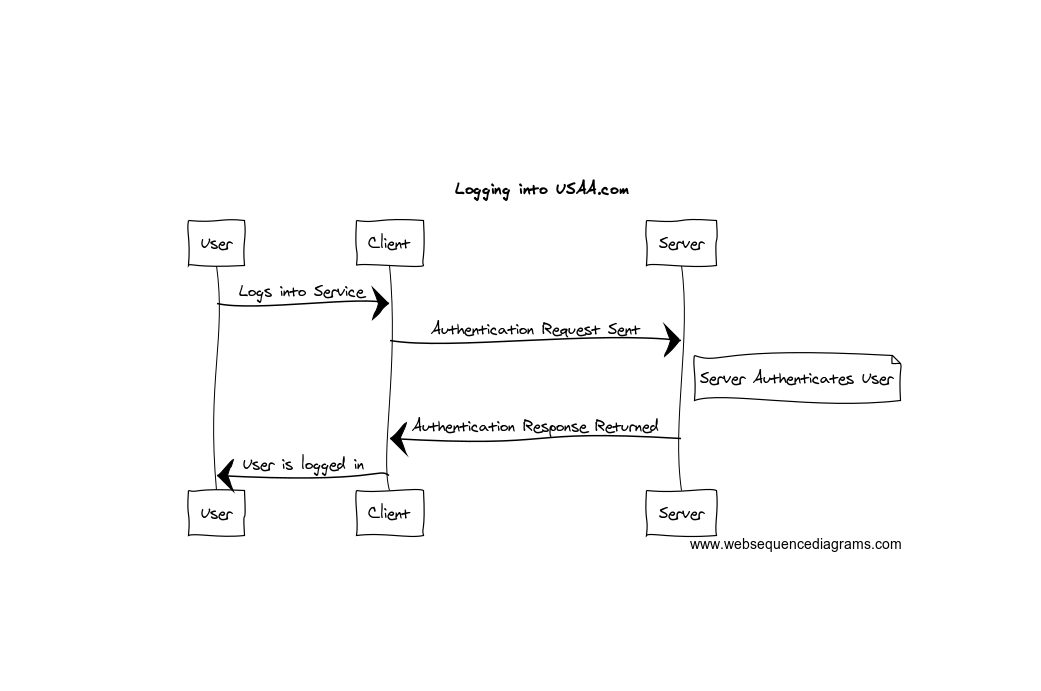 Logging into USAA.com
User
Client
Server
Logs into Service
Authentication Request Sent
Server Authenticates User
Authentication Response Returned
User is logged in
User
Client
Server
www.websequencediagrams.com